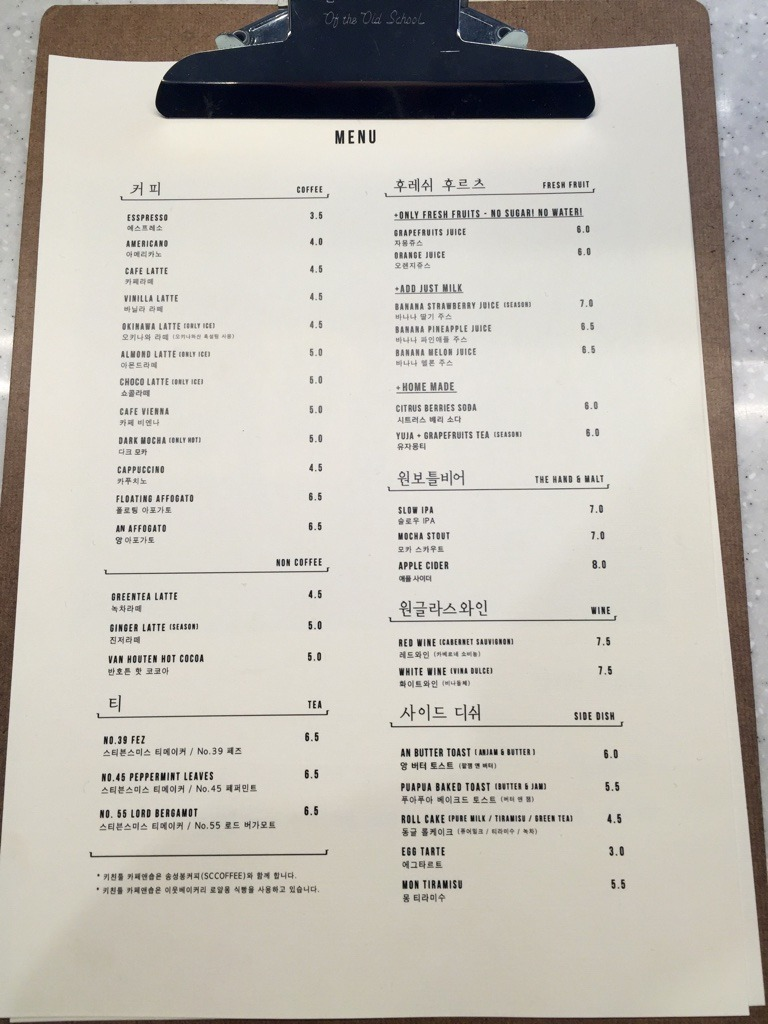 Of the Old School
MENU
커피 COFFEE
ESSPRESSO 3.5
에스프레소
AMERICANO 4.0
아메리카노
CAFE LATTE 4.5
카페라떼
VINILLA LATTE 4.5
바닐라 라떼
OKINAWA LATTE (ONLY ICE) 4.5
오키나와 라떼 (오키나와산 흑설탕 사용)
ALMOND LATTE (ONLY ICE) 5.0
아몬드라떼
CHOCO LATTE (ONLY ICE) 5.0
쇼콜라떼
CAFE VIENNA 5.0
카페 비엔나
DARK MOCHA (ONLY HOT) 5.0
다크 모카
CAPPUCCINO 4.5
카푸치노
FLOATING AFFOGATO 6.5
플로팅 아포가토
AN AFFOGATO 6.5
앙 아포가토
NON COFFEE
GREENTEA LATTE 4.5
녹차라떼
GINGER LATTE (SEASON) 5.0
진저라떼
VAN HOUTEN HOT COCOA 5.0
반호튼 핫 코코아
티 TEA
NO.39 FEZ 6.5
스티븐스미스 티메이커 / No.39 페즈
NO.45 PEPPERMINT LEAVES 6.5
스티븐스미스 티메이커 / No.45 페퍼민트
NO. 55 LORD BERGAMOT 6.5
스티븐스미스 티메이커 / No.55 로드 버가모트
* 키친툴 카페앤숍은 송성봉커피(SCCOFFEE)와 함께 합니다.
* 키친툴 카페앤숍은 이웃베이커리 로얄몽 식빵을 사용하고 있습니다.
후레쉬 후르츠 FRESH FRUIT
+ONLY FRESH FRUITS - NO SUGAR! NO WATER!
GRAPEFRUITS JUICE 6.0
자몽쥬스
ORANGE JUICE 6.0
오렌지쥬스
+ADD JUST MILK
BANANA STRAWBERRY JUICE (SEASON) 7.0
바나나 딸기 주스
BANANA PINEAPPLE JUICE 6.5
바나나 파인애플 주스
BANANA MELON JUICE 6.5
바나나 멜론 주스
+HOME MADE
CITRUS BERRIES SODA 6.0
시트러스 베리 소다
YUJA + GRAPEFRUITS TEA (SEASON) 6.0
유자몽티
원보틀비어 THE HAND & MALT
SLOW IPA 7.0
슬로우 IPA
MOCHA STOUT 7.0
모카 스카우트
APPLE CIDER 8.0
애플 사이더
원글라스와인 WINE
RED WINE (CABERNET SAUVIGNON) 7.5
레드와인 (카베르네 쇼비뇽)
WHITE WINE (VINA DULCE) 7.5
화이트와인 (비나둘체)
사이드 디쉬 SIDE DISH
AN BUTTER TOAST (ANJAM & BUTTER) 6.0
앙 버터 토스트 (앙잼 앤 버터)
PUAPUA BAKED TOAST (BUTTER & JAM) 5.5
푸아푸아 베이크드 토스트 (버터 앤 잼)
ROLL CAKE (PURE MILK / TIRAMISU / GREEN TEA) 4.5
동글 롤케이크 (퓨어밀크 / 티라미수 / 녹차)
EGG TARTE 3.0
에그타르트
MON TIRAMISU 5.5
몽 티라미수